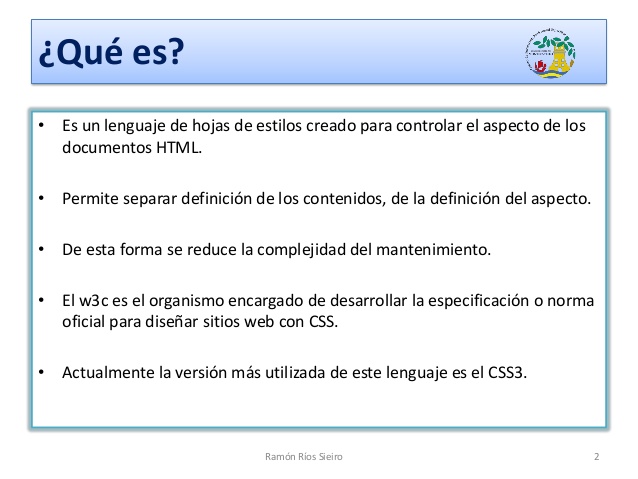 ¿Qué es?
• Es un lenguaje de hojas de estilos creado para controlar el aspecto de los
documentos HTML.
• Permite separar definición de los contenidos, de la definición del aspecto.
• De esta forma se reduce la complejidad del mantenimiento.
• El w3c es el organismo encargado de desarrollar la especificación o norma
oficial para diseñar sitios web con CSS.
• Actualmente la versión más utilizada de este lenguaje es el CSS3.
Ramón Ríos Sieiro
2